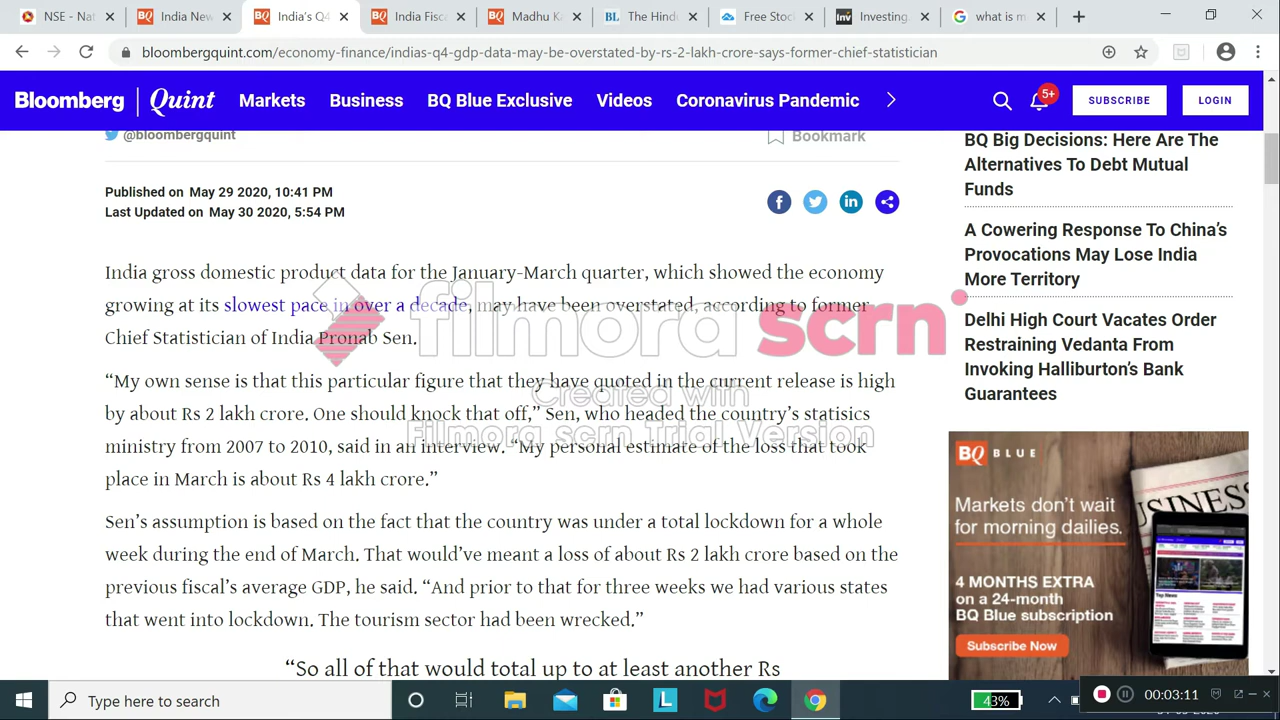 NSE - Nat
India New
India's Q4
India Fisca
Madhu Ka
The Hindu
Free Stoc
Investing.
what is m
bloombergquint.com/economy-finance/indias-q4-gdp-data-may-be-overstated-by-rs-2-lakh-crore-says-former-chief-statistician
Bloomberg Quint Markets Business BQ Blue Exclusive Videos Coronavirus Pandemic 5+ SUBSCRIBE LOGIN
@bloombergquint
Bookmark
Published on May 29 2020, 10:41 PM
Last Updated on May 30 2020, 5:54 PM
India gross domestic product data for the January-March quarter, which showed the economy
growing at its slowest pace in over a decade, may have been overstated, according to former
Chief Statistician of India Pronab Sen.
“My own sense is that this particular figure that they have quoted in the current release is high
by about Rs 2 lakh crore. One should knock that off,” Sen, who headed the country’s statisics
ministry from 2007 to 2010, said in an interview. “My personal estimate of the loss that took
place in March is about Rs 4 lakh crore.”
Sen’s assumption is based on the fact that the country was under a total lockdown for a whole
week during the end of March. That would’ve meant a loss of about Rs 2 lakh crore based on the
previous fiscal’s average GDP, he said. “And prior to that for three weeks we had various states
that went into lockdown. The tourism sector had been wrecked.”
“So all of that would total up to at least another Rs
filmora scrn
Created with
Filmora scrn Trial Version
BQ Big Decisions: Here Are The
Alternatives To Debt Mutual
Funds
A Cowering Response To China’s
Provocations May Lose India
More Territory
Delhi High Court Vacates Order
Restraining Vedanta From
Invoking Halliburton’s Bank
Guarantees
BQ BLUE
Markets don’t wait
for morning dailies.
4 MONTHS EXTRA
on a 24-month
BQ Blue subscription
Subscribe Now
BUSINESS
Type here to search
43%
00:03:11